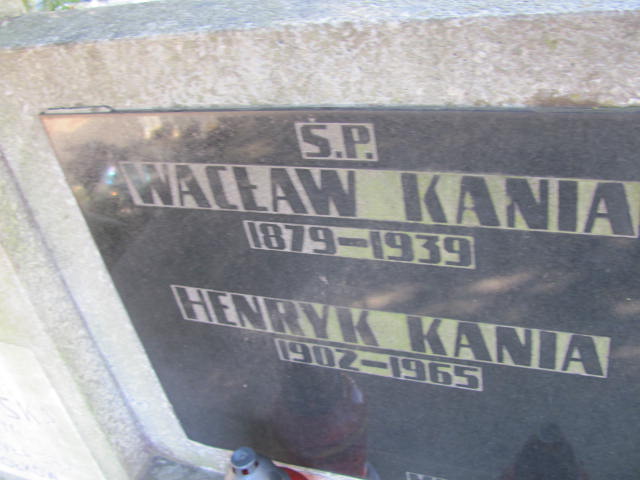 Ś.P.
WACŁAW KANIA
1879-1939
HENRYK KANIA
1902-1965